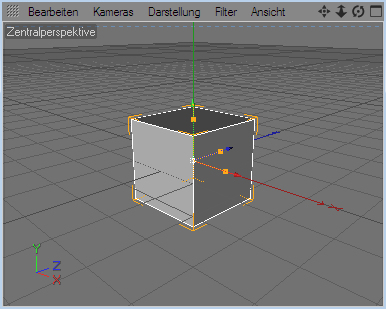 Bearbeiten Kameras Darstellung Filter Ansicht
Zentralperspektive
Y
Z
X